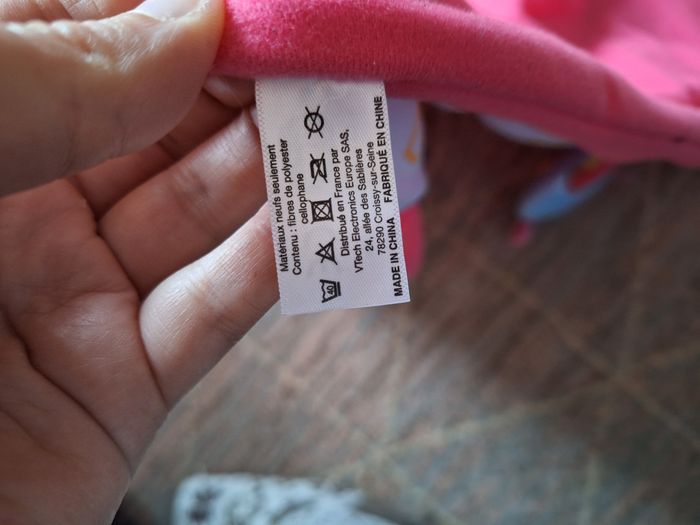 Matériaux neufs seulement
Contenu : fibres de polyester
cellophane
40
Distribué en France par
VTech Electronics Europe SAS,
24, allée des Sablières
78290 Croissy-sur-Seine
MADE IN CHINA FABRIQUÉ EN CHINE